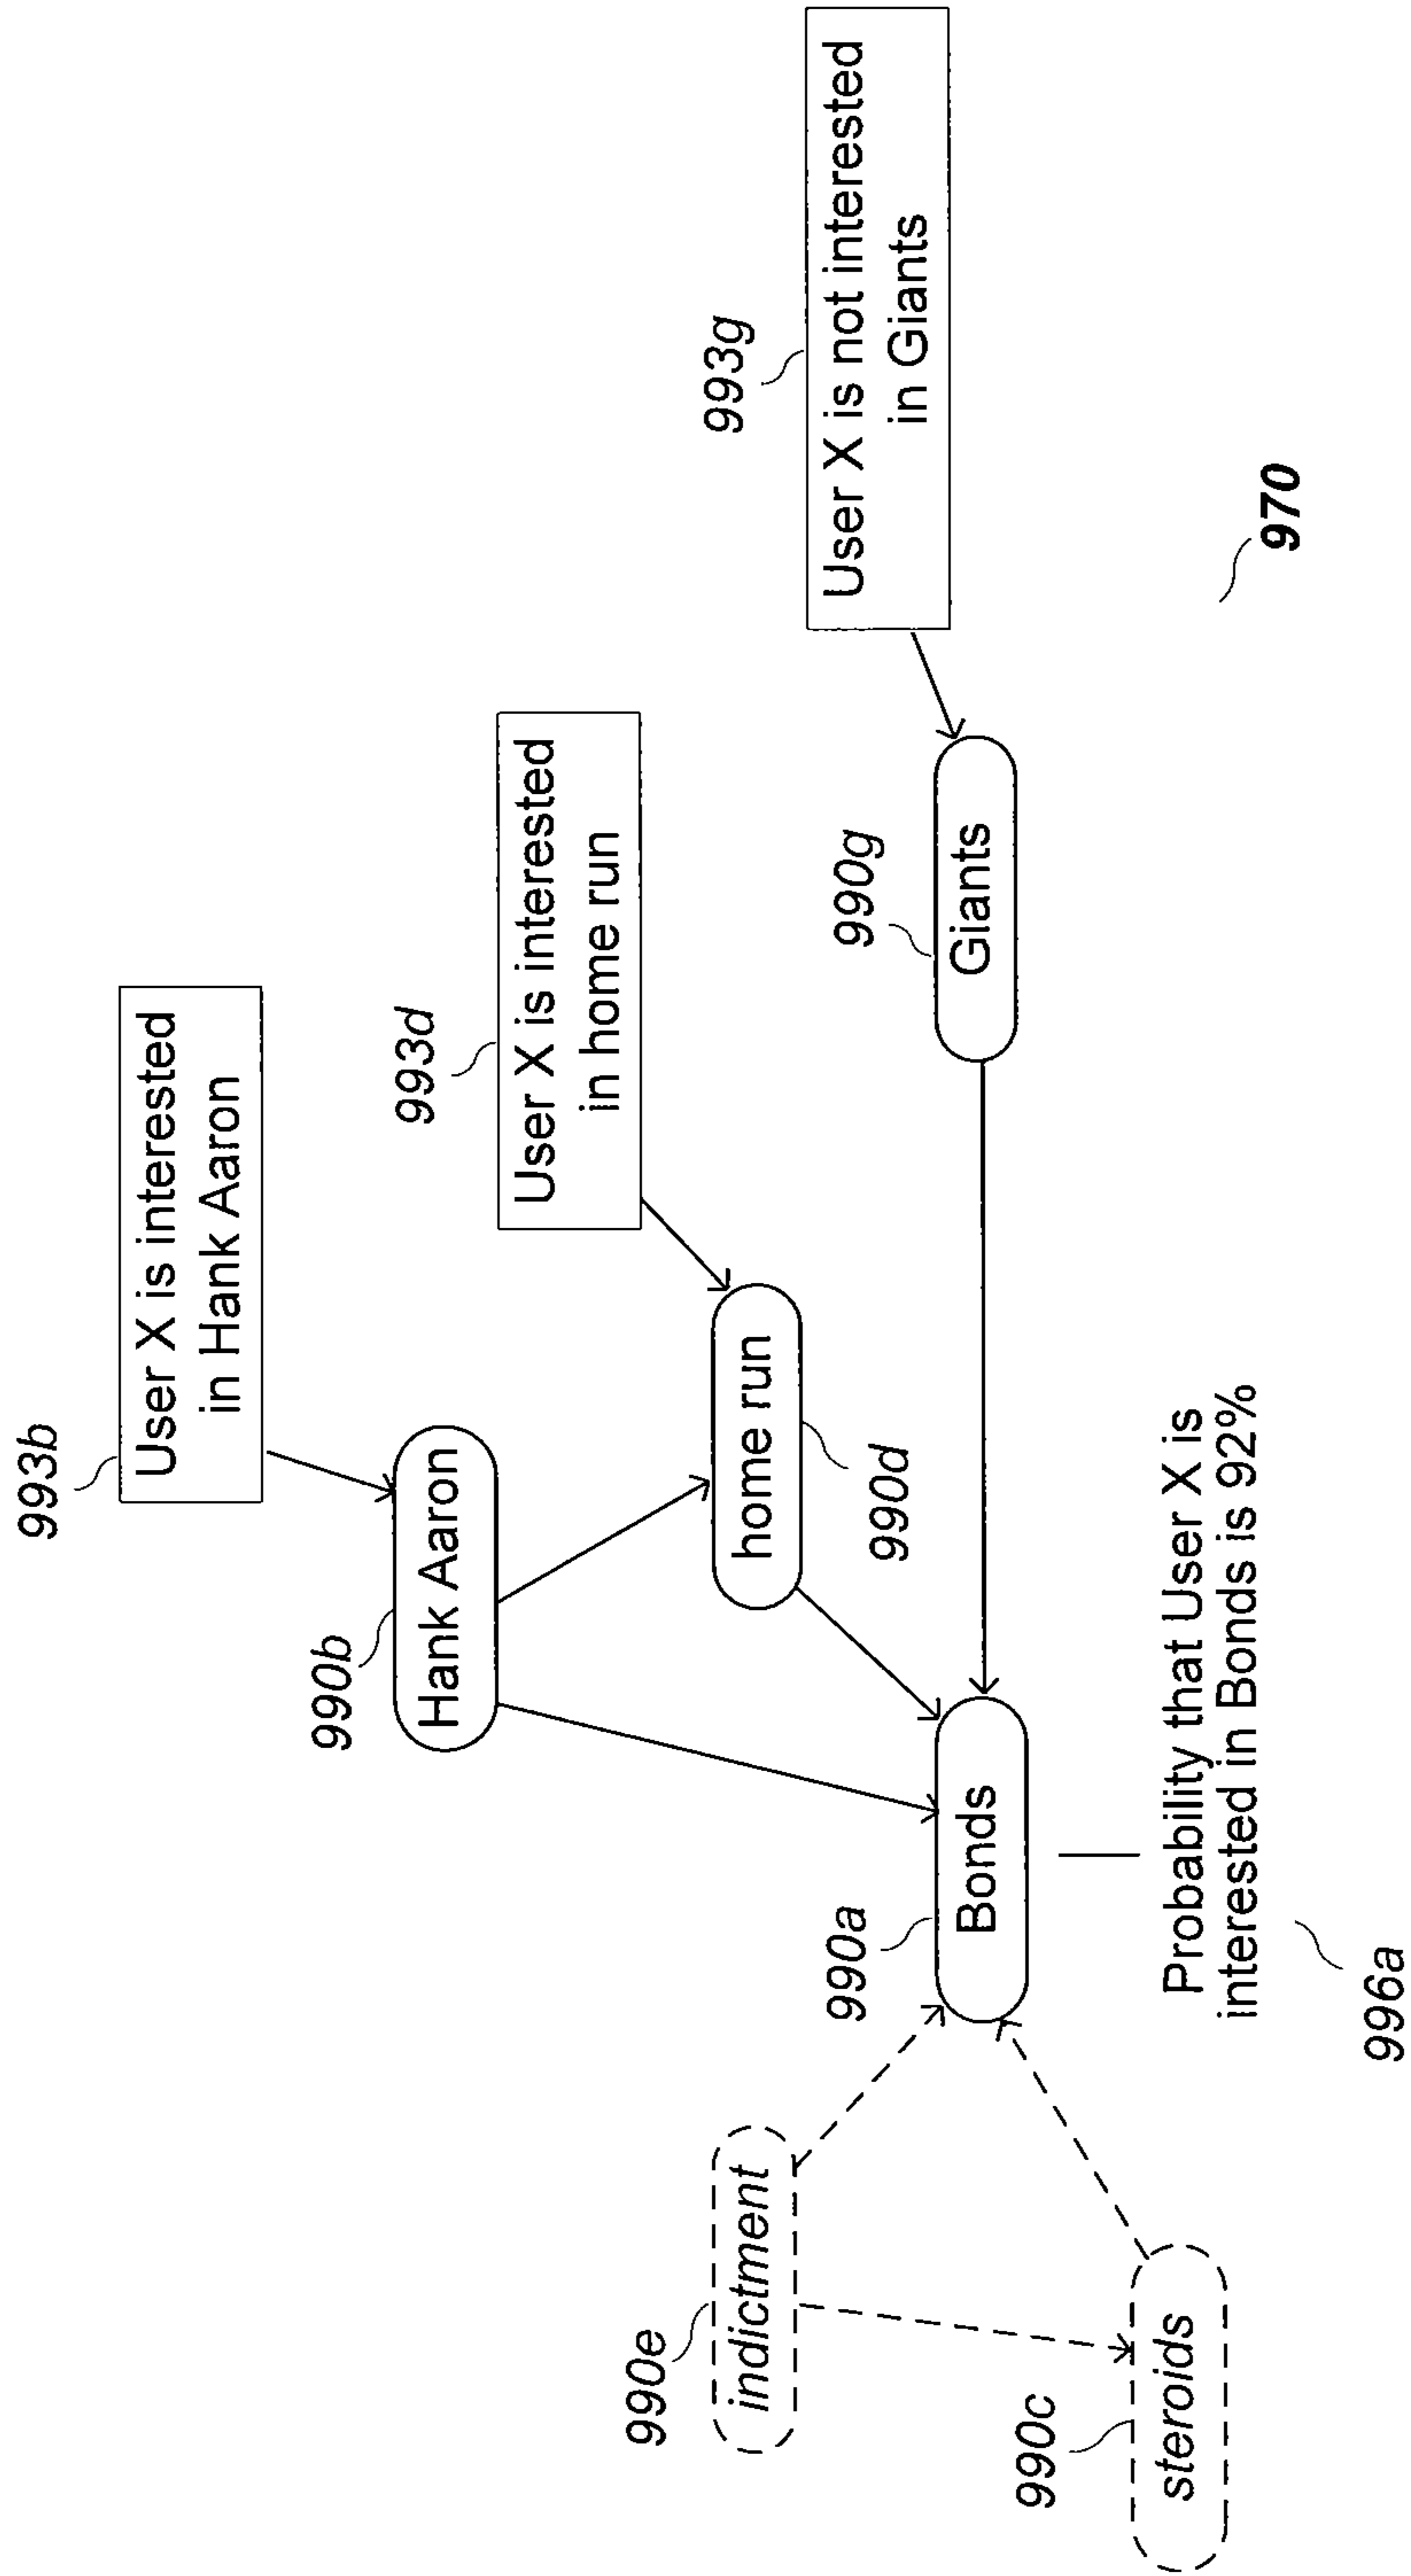 993b
User X is interested
in Hank Aaron
993d
User X is interested
in home run
990b
Hank Aaron
993g
User X is not interested
in Giants
990e
indictment
home run
990d
990a
Bonds
990g
Giants
990c
steroids
Probability that User X is
interested in Bonds is 92%
996a
970